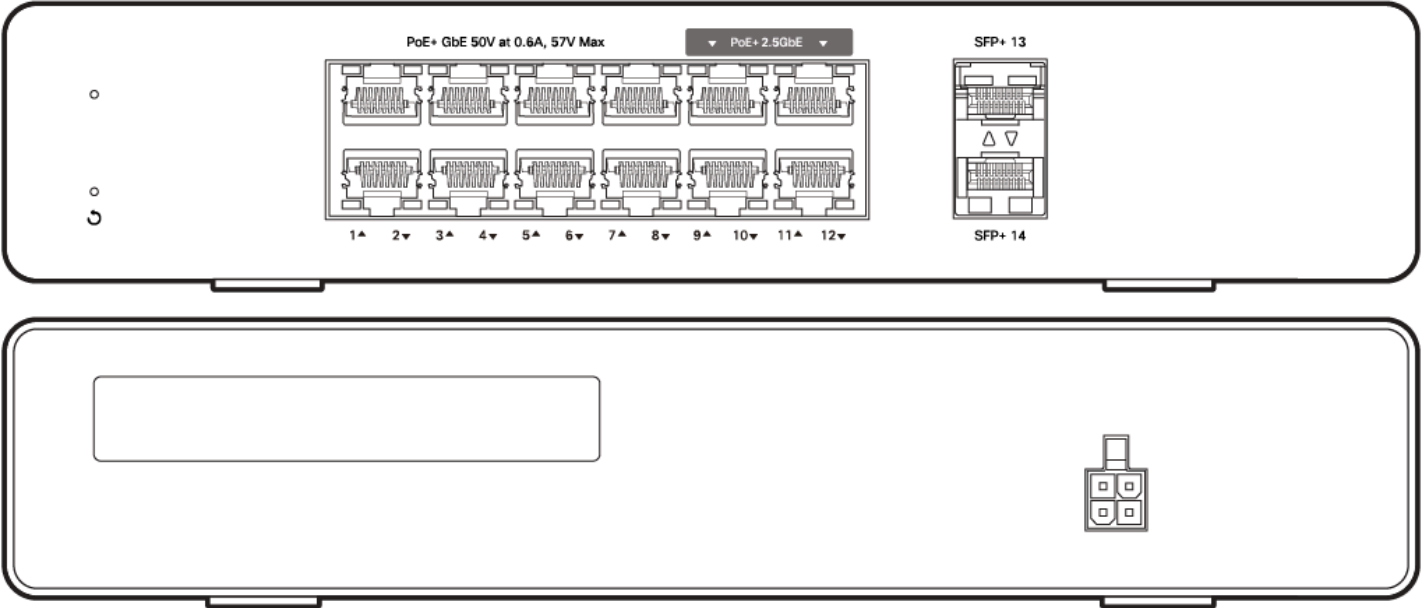 PoE+ GbE 50V at 0.6A, 57V Max
▼ PoE+ 2.5GbE ▼
SFP+ 13
1▲ 2▼ 3▲ 4▼ 5▲ 6▼ 7▲ 8▼ 9▲ 10▼ 11▲ 12▼
SFP+ 14